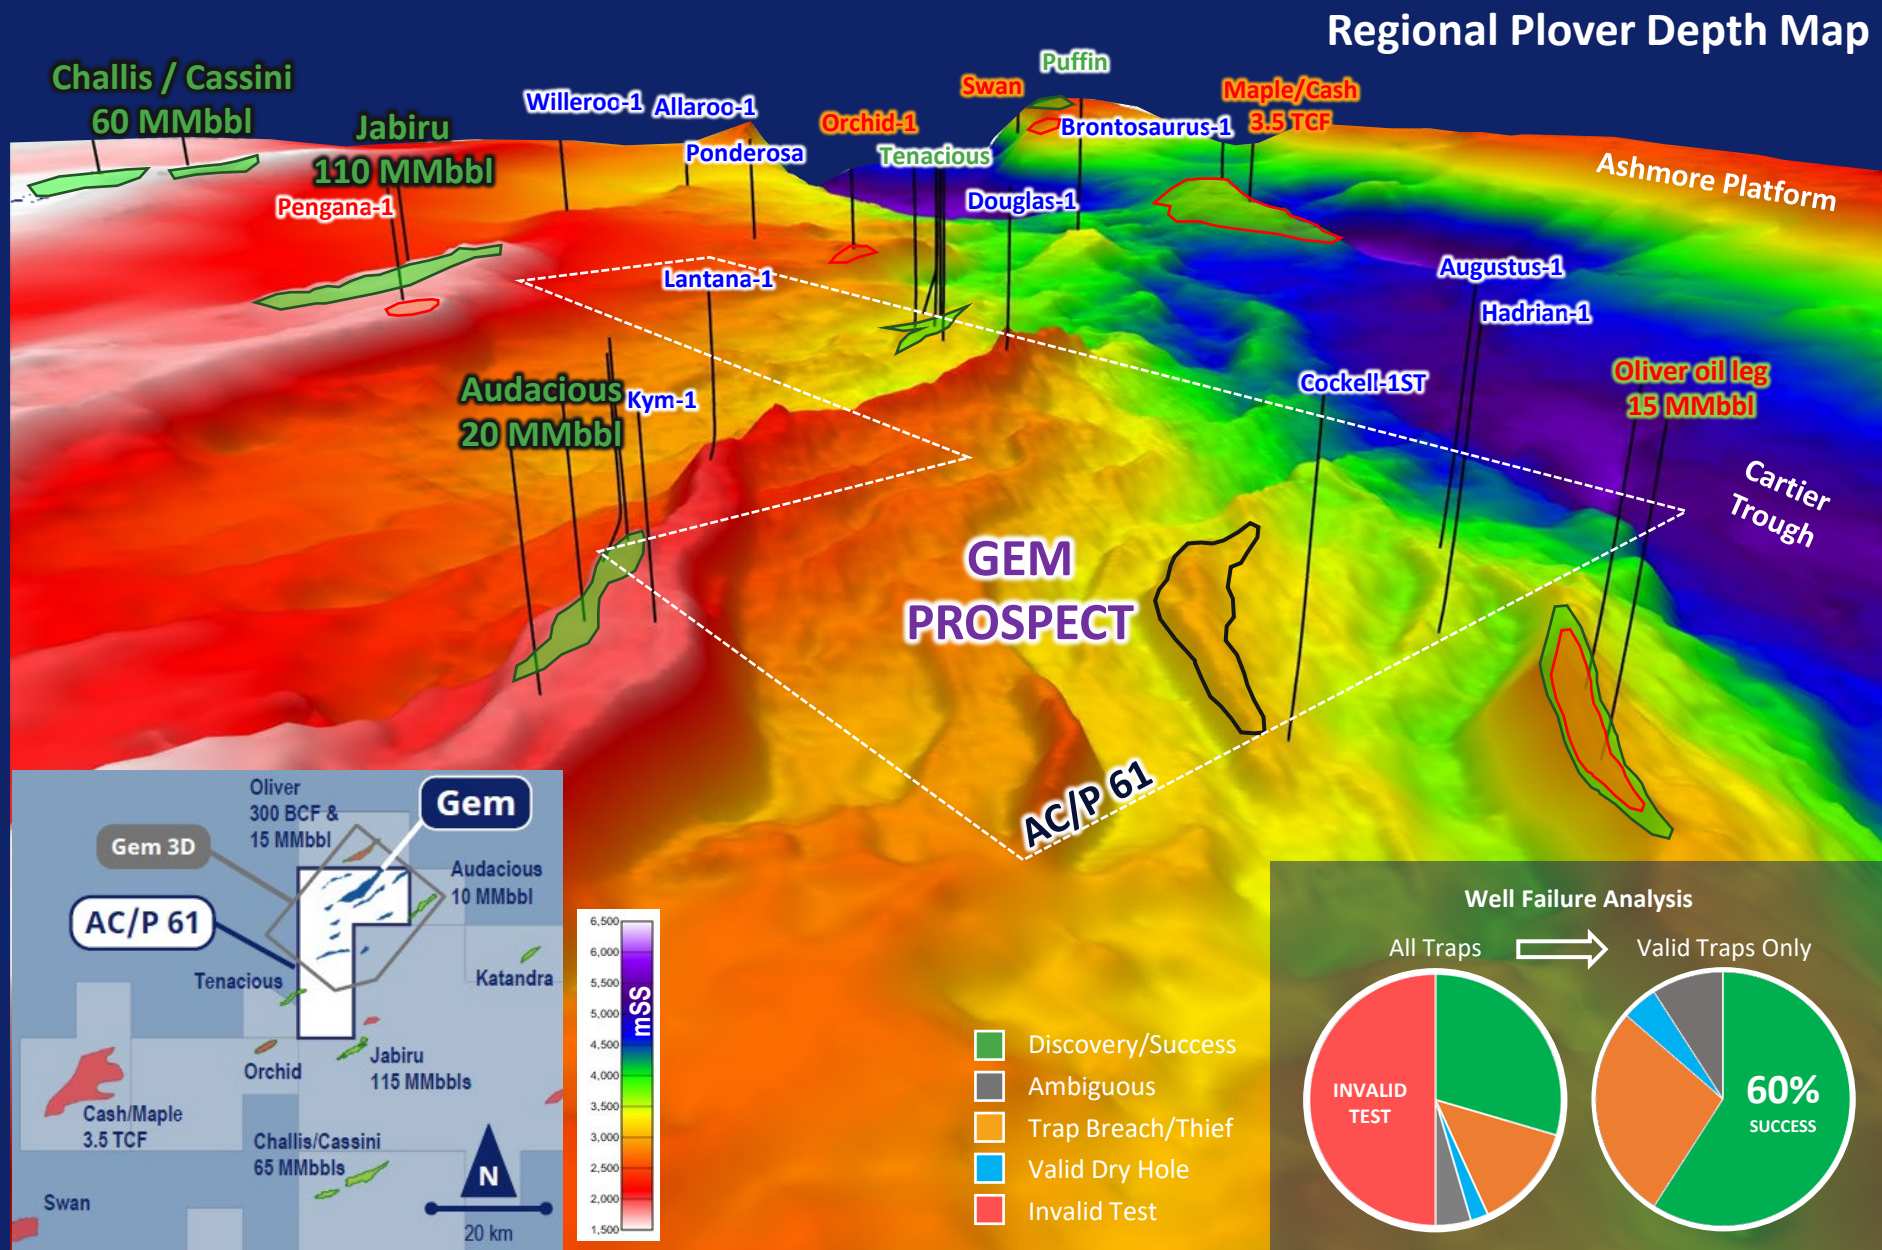 Regional Plover Depth Map
Challis / Cassini
60 MMbbl
Jabiru
110 MMbbl
Pengana-1
Willeroo-1
Allaroo-1
Ponderosa
Orchid-1
Tenacious
Swan
Puffin
Brontosaurus-1
Maple/Cash
3.5 TCF
Ashmore Platform
Douglas-1
Lantana-1
Augustus-1
Hadrian-1
Audacious
20 MMbbl
Kym-1
Cockell-1ST
Oliver oil leg
15 MMbbl
Cartier
Trough
GEM
PROSPECT
AC/P 61
Oliver
300 BCF &
15 MMbbl
Gem
Gem 3D
Audacious
10 MMbbl
AC/P 61
Tenacious
Katandra
Orchid
Jabiru
115 MMbbls
Cash/Maple
3.5 TCF
Challis/Cassini
65 MMbbls
N
Swan
20 km
6,500
6,000
5,500
5,000
4,500
4,000
3,500
3,000
2,500
2,000
1,500
mSS
Discovery/Success
Ambiguous
Trap Breach/Thief
Valid Dry Hole
Invalid Test
Well Failure Analysis
All Traps
Valid Traps Only
INVALID
TEST
60%
SUCCESS